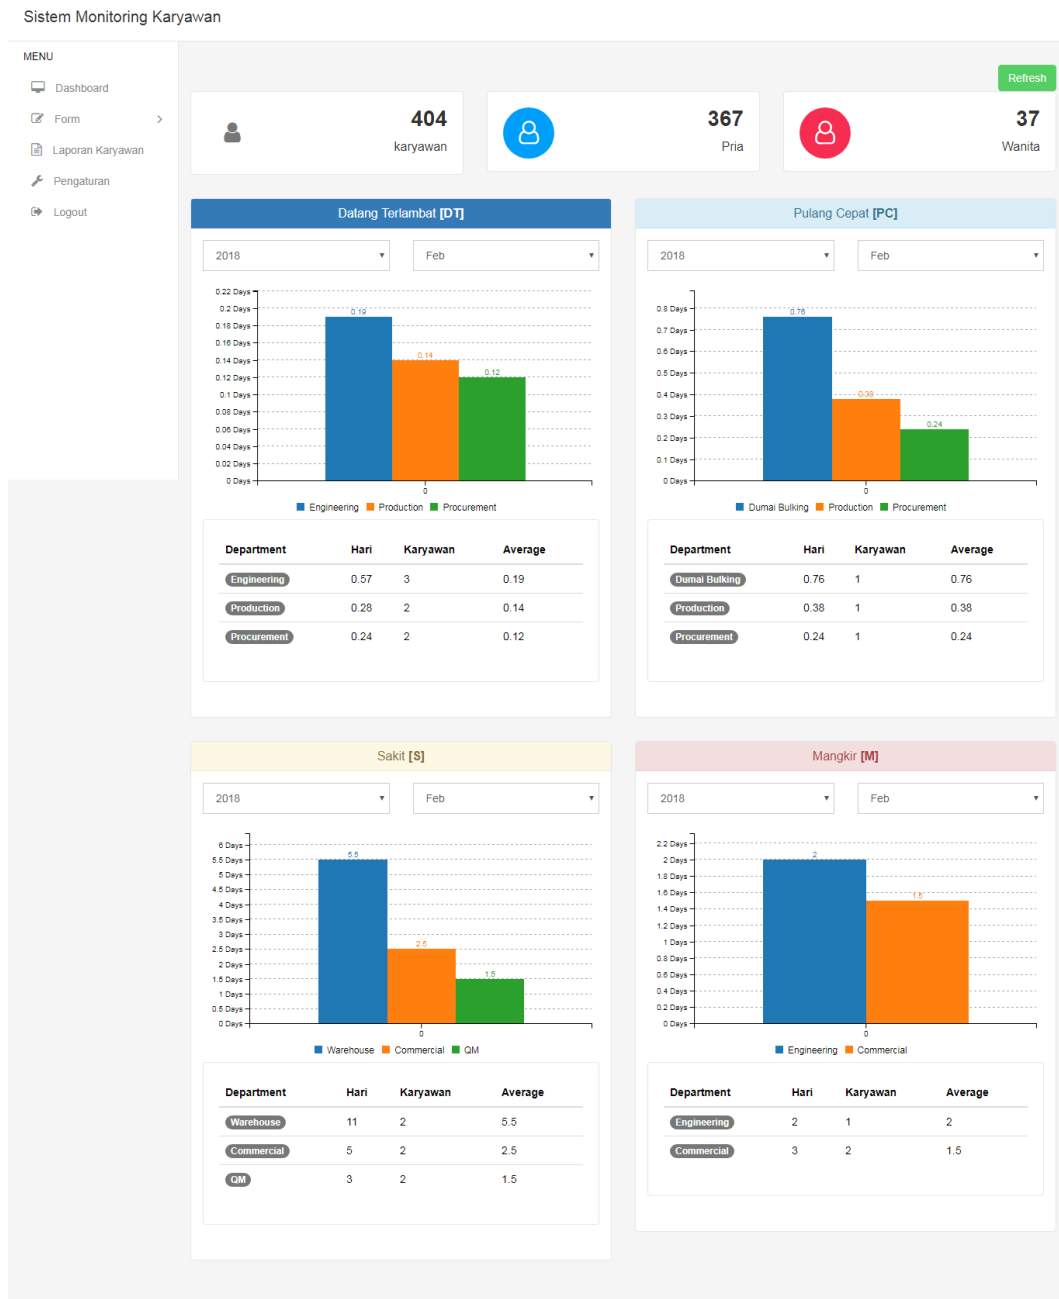 Sistem Monitoring Karyawan
MENU
Dashboard
Form
Laporan Karyawan
Pengaturan
Logout
Refresh
404
karyawan
367
Pria
37
Wanita
Datang Terlambat [DT]
2018 Feb
0.22 Days
0.2 Days
0.18 Days
0.16 Days
0.14 Days
0.12 Days
0.1 Days
0.08 Days
0.06 Days
0.04 Days
0.02 Days
0 Days
0.19
0.14
0.12
0
Engineering Production Procurement
Department Hari Karyawan Average
Engineering 0.57 3 0.19
Production 0.28 2 0.14
Procurement 0.24 2 0.12
Pulang Cepat [PC]
2018 Feb
0.8 Days
0.7 Days
0.6 Days
0.5 Days
0.4 Days
0.3 Days
0.2 Days
0.1 Days
0 Days
0.76
0.38
0.24
0
Dumai Bulking Production Procurement
Department Hari Karyawan Average
Dumai Bulking 0.76 1 0.76
Production 0.38 1 0.38
Procurement 0.24 1 0.24
Sakit [S]
2018 Feb
6 Days
5.5 Days
5 Days
4.5 Days
4 Days
3.5 Days
3 Days
2.5 Days
2 Days
1.5 Days
1 Days
0.5 Days
0 Days
5.5
2.5
1.5
0
Warehouse Commercial QM
Department Hari Karyawan Average
Warehouse 11 2 5.5
Commercial 5 2 2.5
QM 3 2 1.5
Mangkir [M]
2018 Feb
2.2 Days
2 Days
1.8 Days
1.6 Days
1.4 Days
1.2 Days
1 Days
0.8 Days
0.6 Days
0.4 Days
0.2 Days
0 Days
2
1.5
0
Engineering Commercial
Department Hari Karyawan Average
Engineering 2 1 2
Commercial 3 2 1.5